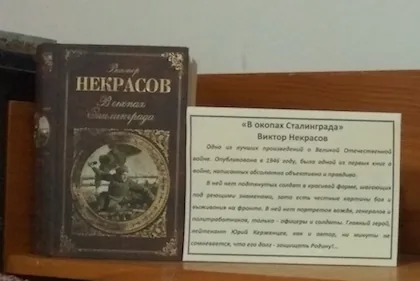 Виктор
НЕКРАСОВ
В окопах
Сталинграда
«В окопах Сталинграда»
Виктор Некрасов
Одно из лучших произведений о Великой Отечественной
войне. Опубликована в 1946 году, была одной из первых книг о
войне, написанных абсолютно объективно и правдиво.
В ней нет подтянутых солдат в красивой форме, шагающих
под реющими знаменами, зато есть честные картины боя и
выживания на фронте. В ней нет портретов вождя, генералов и
политработников, только - офицеры и солдаты. Главный герой,
лейтенант Юрий Керженцев, как и автор, ни минуты не
сомневается, что его долг - защищать Родину!...